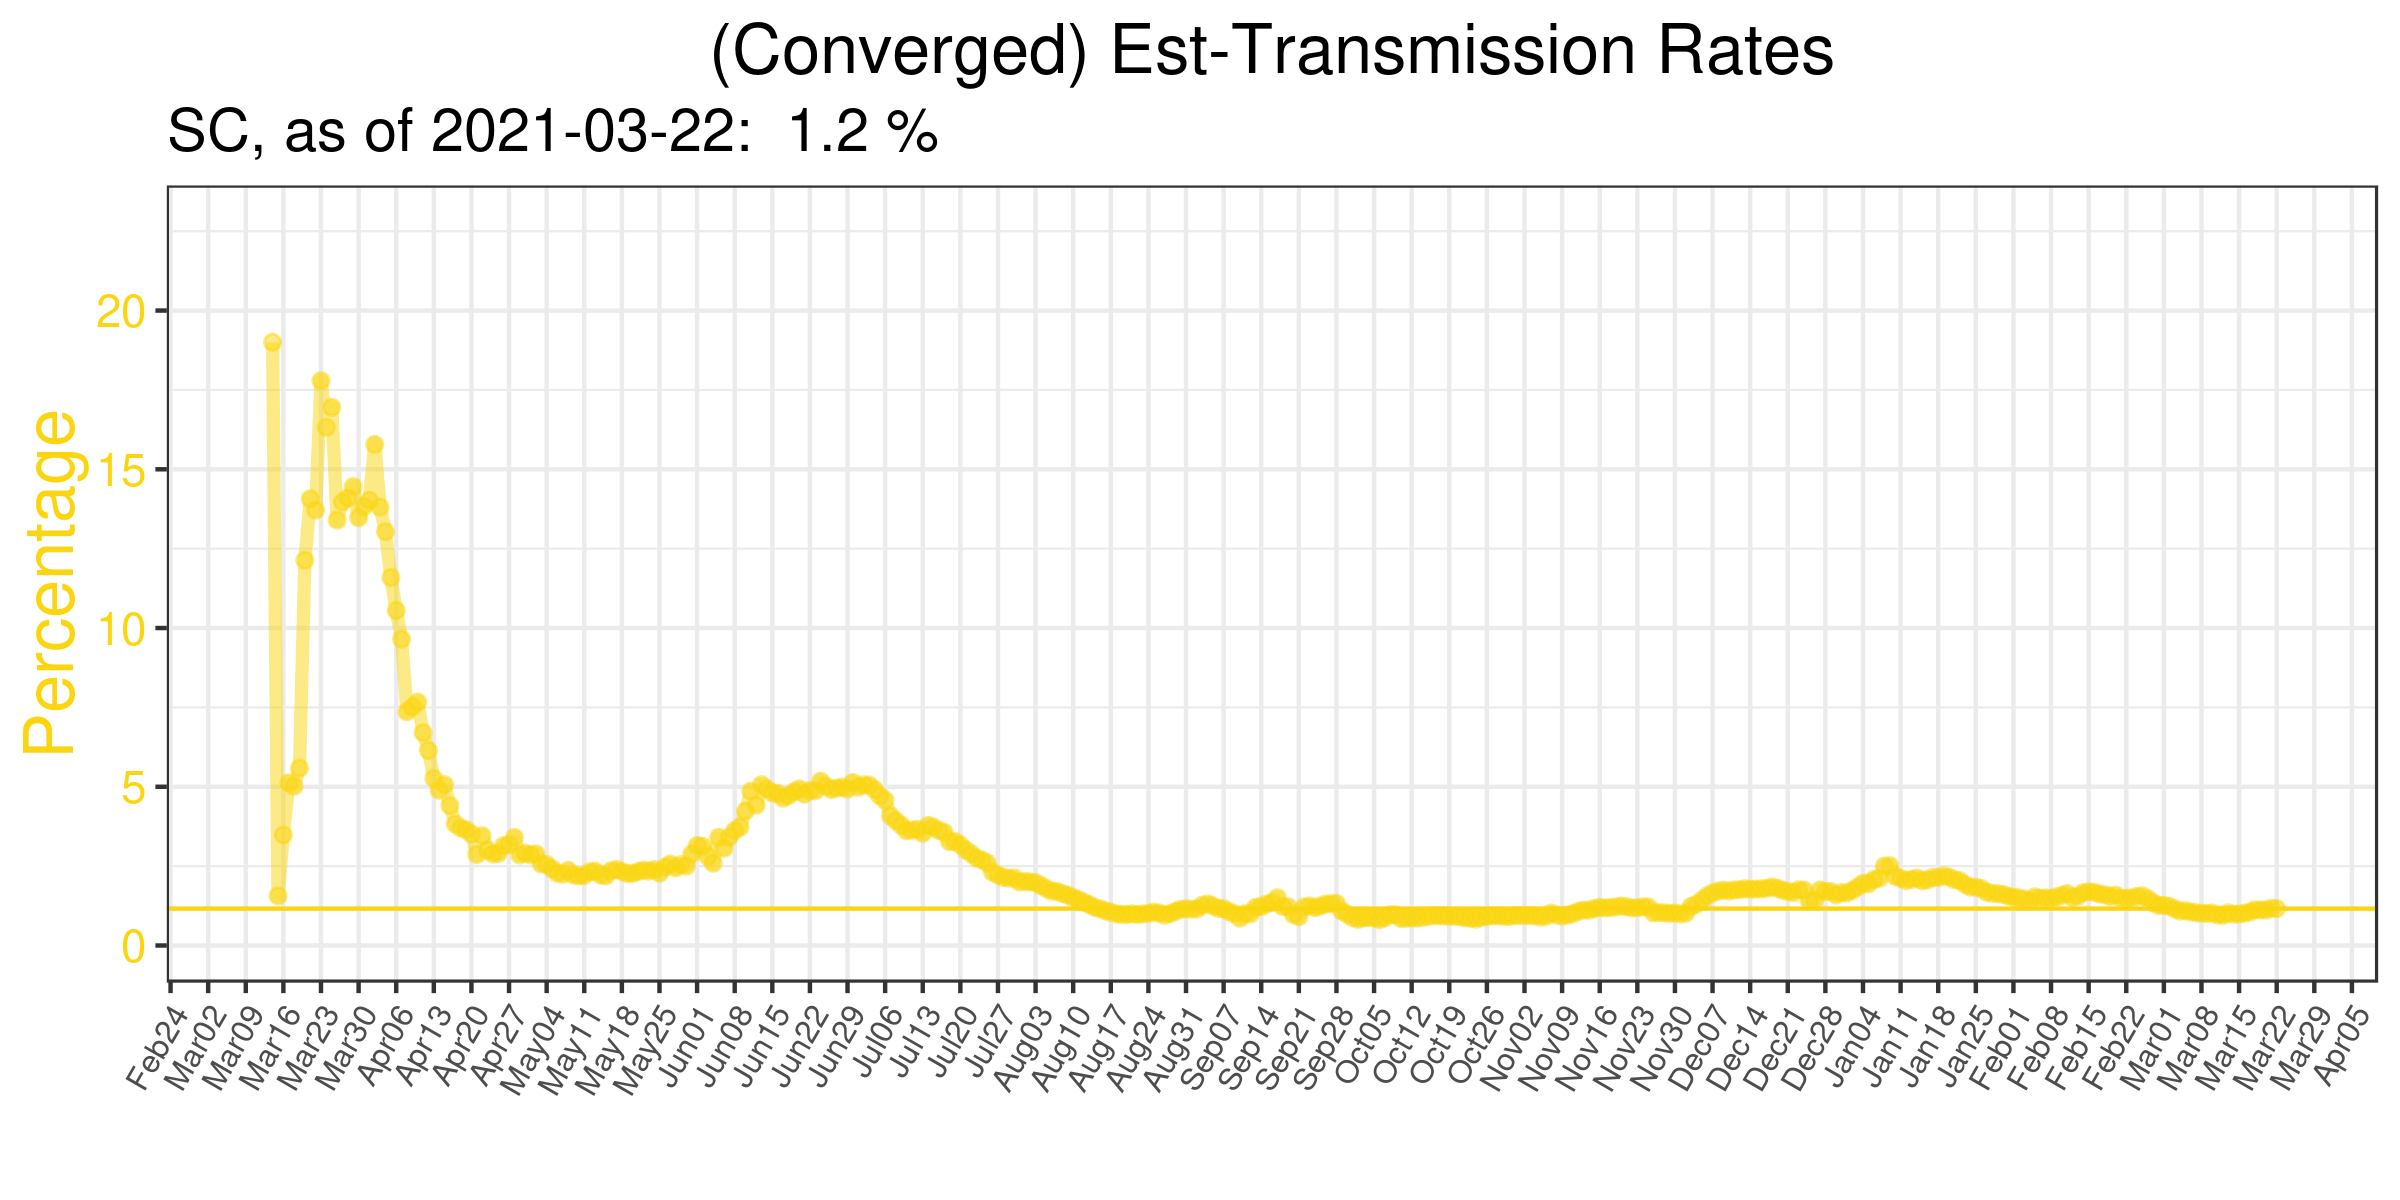 (Converged) Est-Transmission Rates
SC, as of 2021-03-22:  1.2 %
Percentage
20
15
10
5
0
Feb24
Mar02
Mar09
Mar16
Mar23
Mar30
Apr06
Apr13
Apr20
Apr27
May04
May11
May18
May25
Jun01
Jun08
Jun15
Jun22
Jun29
Jul06
Jul13
Jul20
Jul27
Aug03
Aug10
Aug17
Aug24
Aug31
Sep07
Sep14
Sep21
Sep28
Oct05
Oct12
Oct19
Oct26
Nov02
Nov09
Nov16
Nov23
Nov30
Dec07
Dec14
Dec21
Dec28
Jan04
Jan11
Jan18
Jan25
Feb01
Feb08
Feb15
Feb22
Mar01
Mar08
Mar15
Mar22
Mar29
Apr05